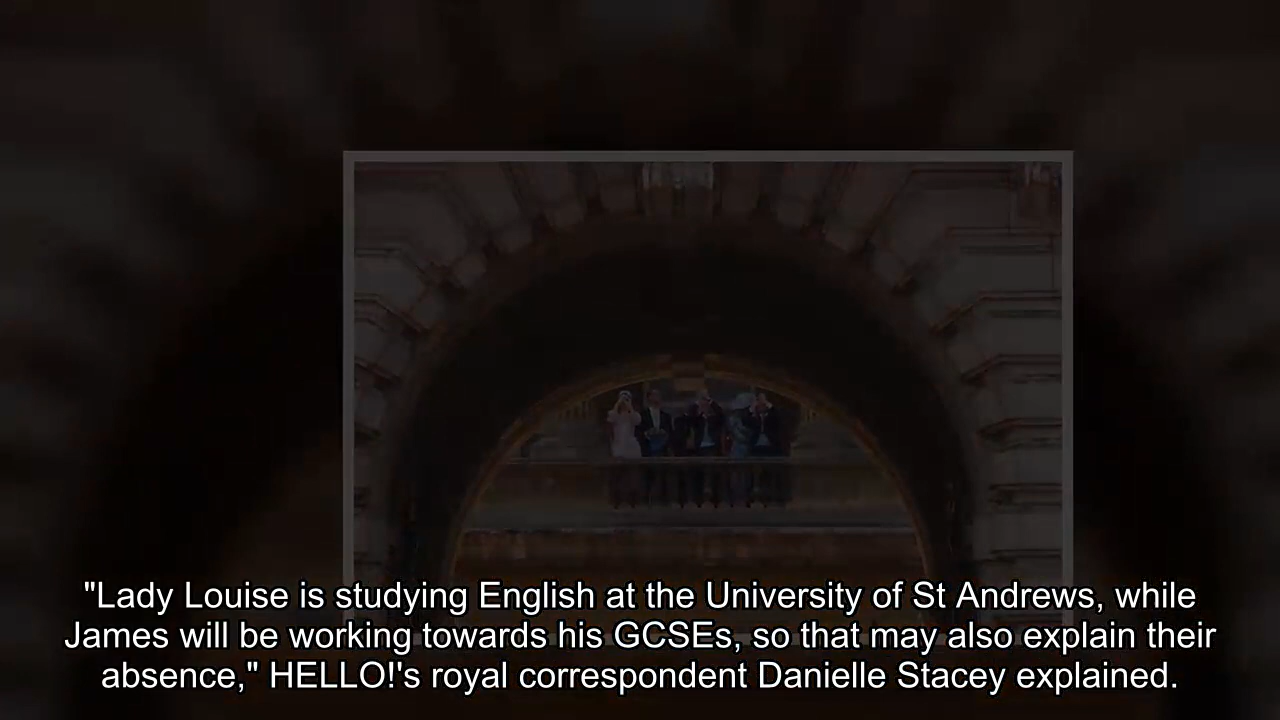 "Lady Louise is studying English at the University of St Andrews, while
James will be working towards his GCSEs, so that may also explain their
absence," HELLO!'s royal correspondent Danielle Stacey explained.